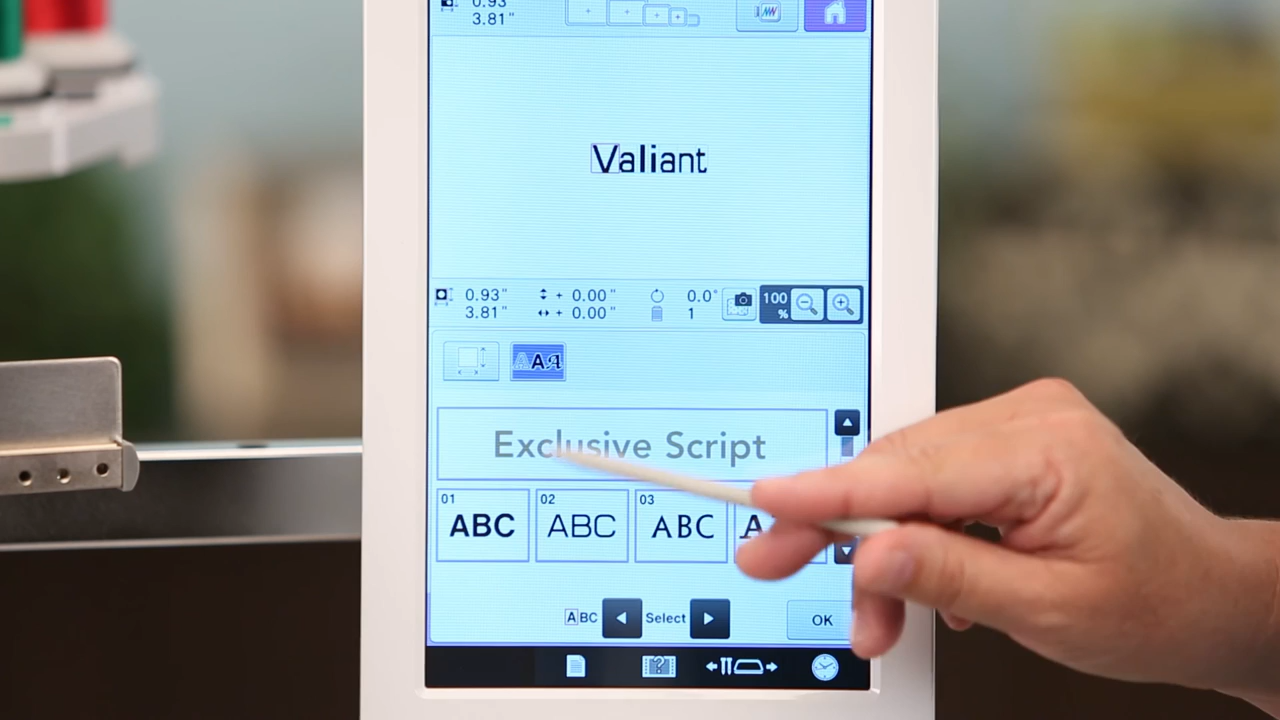 0.93
3.81"
Valiant
0.93" + 0.00" 0.0° 100
3.81" + 0.00" 1 %
AAA
Exclusive Script
01 02 03
ABC ABC ABC A
ABC Select OK